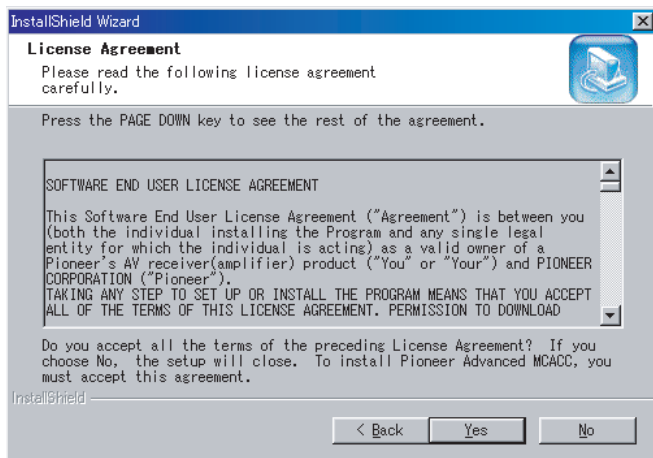 InstallShield Wizard
License Agreement
Please read the following license agreement
carefully.
Press the PAGE DOWN key to see the rest of the agreement.
SOFTWARE END USER LICENSE AGREEMENT
This Software End User License Agreement ("Agreement") is between you
(both the individual installing the Program and any single legal
entity for which the individual is acting) as a valid owner of a
Pioneer's AV receiver(amplifier) product ("You" or "Your") and PIONEER
CORPORATION ("Pioneer").
TAKING ANY STEP TO SET UP OR INSTALL THE PROGRAM MEANS THAT YOU ACCEPT
ALL OF THE TERMS OF THIS LICENSE AGREEMENT. PERMISSION TO DOWNLOAD
Do you accept all the terms of the preceding License Agreement? If you
choose No, the setup will close. To install Pioneer Advanced MCACC, you
must accept this agreement.
InstallShield
< Back Yes No